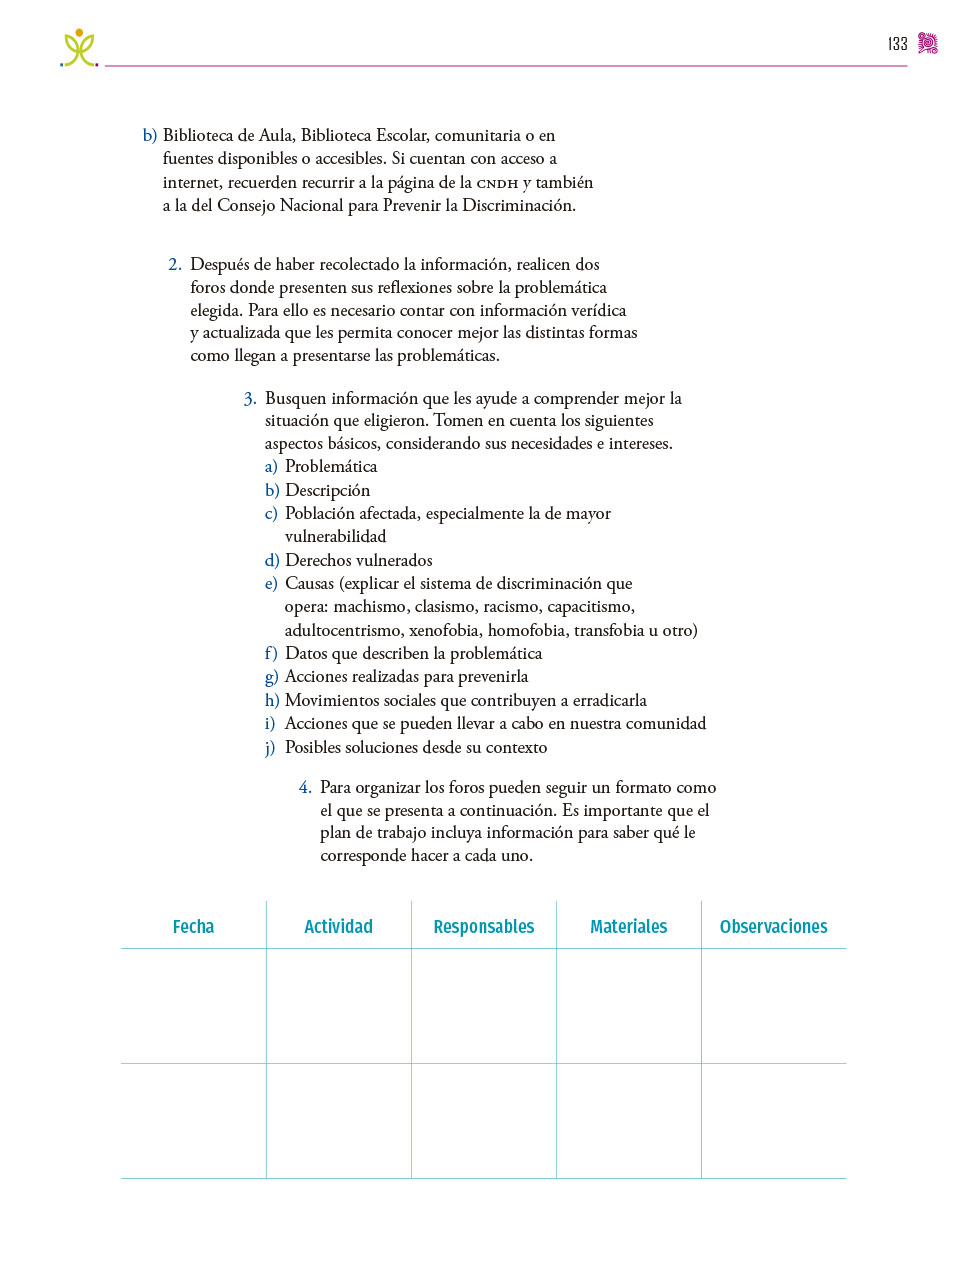 133
b) Biblioteca de Aula, Biblioteca Escolar, comunitaria o en
fuentes disponibles o accesibles. Si cuentan con acceso a
internet, recuerden recurrir a la página de la CNDH y también
a la del Consejo Nacional para Prevenir la Discriminación.
2. Después de haber recolectado la información, realicen dos
foros donde presenten sus reflexiones sobre la problemática
elegida. Para ello es necesario contar con información verídica
y actualizada que les permita conocer mejor las distintas formas
como llegan a presentarse las problemáticas.
3. Busquen información que les ayude a comprender mejor la
situación que eligieron. Tomen en cuenta los siguientes
aspectos básicos, considerando sus necesidades e intereses.
a) Problemática
b) Descripción
c) Población afectada, especialmente la de mayor
vulnerabilidad
d) Derechos vulnerados
e) Causas (explicar el sistema de discriminación que
opera: machismo, clasismo, racismo, capacitismo,
adultocentrismo, xenofobia, homofobia, transfobia u otro)
f) Datos que describen la problemática
g) Acciones realizadas para prevenirla
h) Movimientos sociales que contribuyen a erradicarla
i) Acciones que se pueden llevar a cabo en nuestra comunidad
j) Posibles soluciones desde su contexto
4. Para organizar los foros pueden seguir un formato como
el que se presenta a continuación. Es importante que el
plan de trabajo incluya información para saber qué le
corresponde hacer a cada uno.
Fecha Actividad Responsables Materiales Observaciones